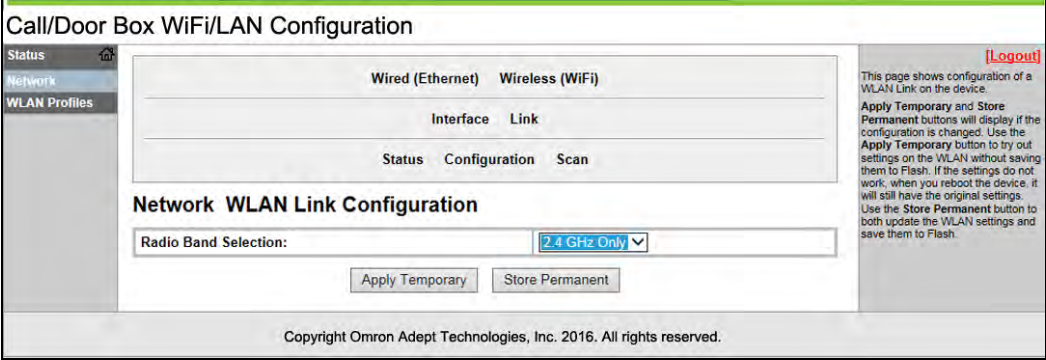 Call/Door Box WiFi/LAN Configuration
Status
Network
WLAN Profiles
Wired (Ethernet) Wireless (WiFi)
Interface Link
Status Configuration Scan
Network WLAN Link Configuration
Radio Band Selection: 2.4 GHz Only
Apply Temporary Store Permanent
[Logout]
This page shows configuration of a
WLAN Link on the device.
Apply Temporary and Store
Permanent buttons will display if the
configuration is changed. Use the
Apply Temporary button to try out
settings on the WLAN without saving
them to Flash. If the settings do not
work, when you reboot the device, it
will still have the original settings.
Use the Store Permanent button to
both update the WLAN settings and
save them to Flash.
Copyright Omron Adept Technologies, Inc. 2016. All rights reserved.